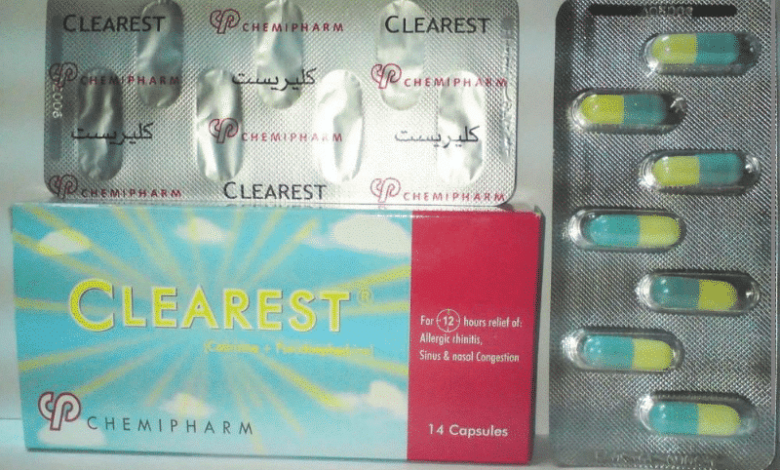 CLEAREST
CHEMIPHARM
CLEAREST
CHEMIPHARM
كليريست
CHEMIPHARM
كليريست
CHEMIPHARM
كليريست
CHEMIPHARM
CLEAREST
CHEMIPHARM
CLEAREST®
For 12 hours relief of:
Allergic rhinitis,
Sinus & nasal Congestion
CHEMIPHARM
14 Capsules